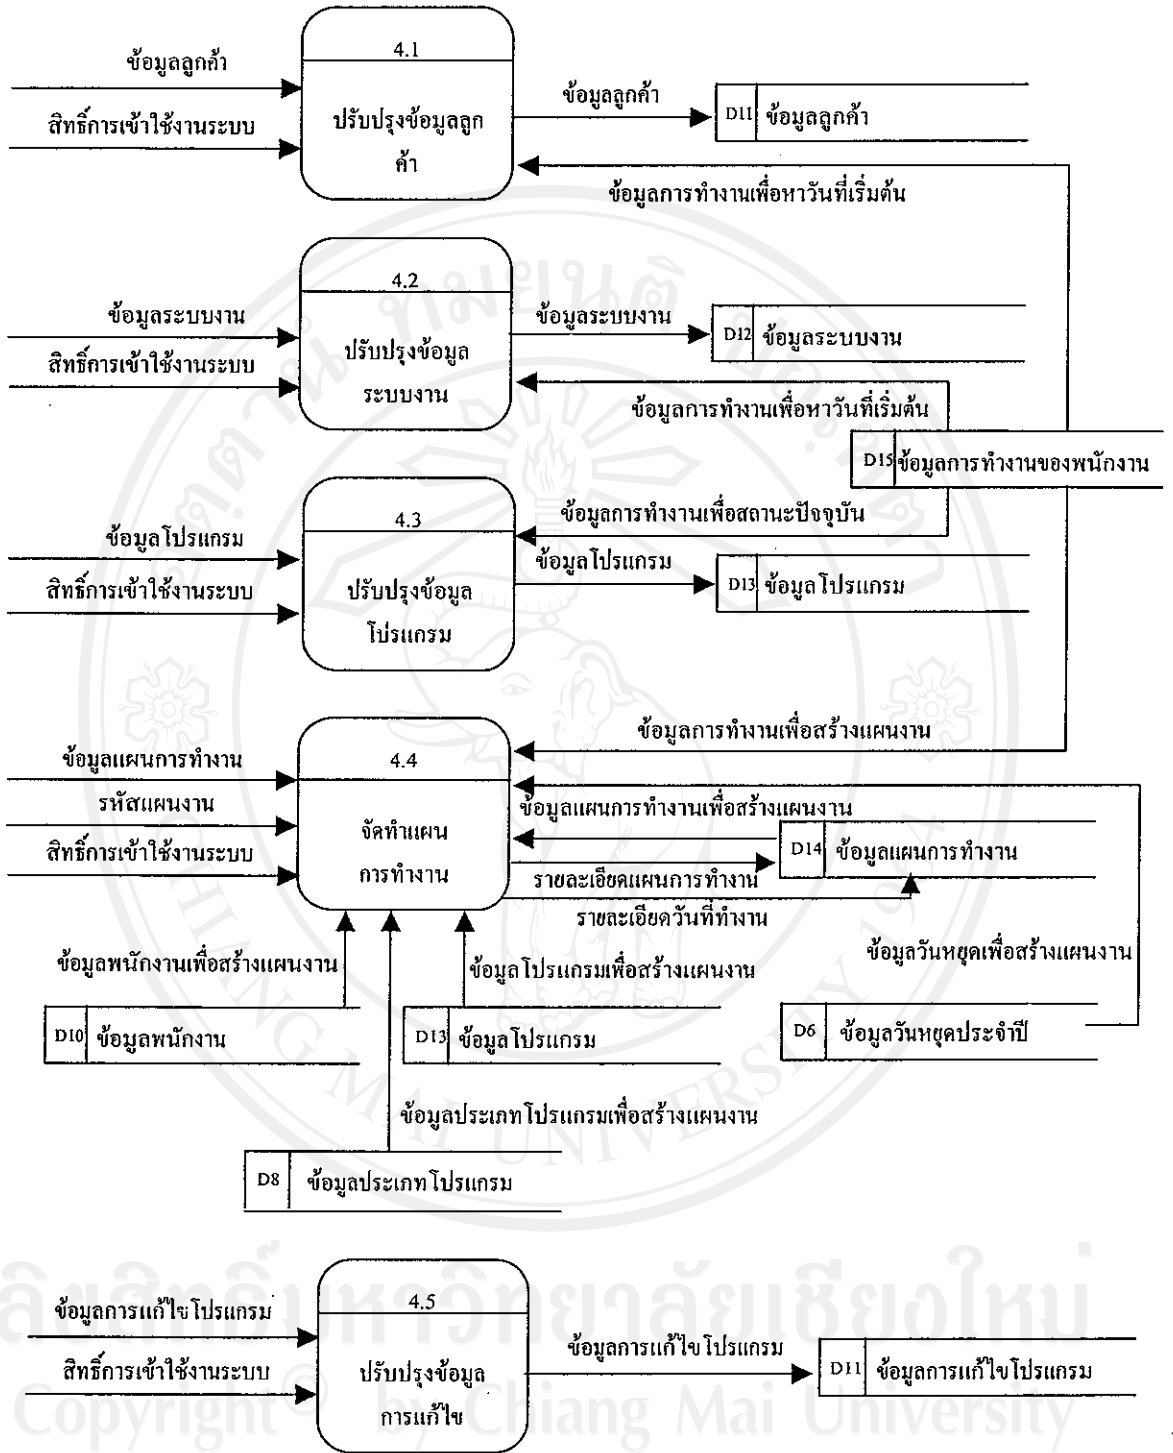 4.1
ข้อมูลลูกค้า
สิทธิ์การเข้าใช้งานระบบ
ปรับปรุงข้อมูลลูก
ค้า
ข้อมูลลูกค้า
D11 ข้อมูลลูกค้า
ข้อมูลการทำงานเพื่อหาวันที่เริ่มต้น
4.2
ข้อมูลระบบงาน
สิทธิ์การเข้าใช้งานระบบ
ปรับปรุงข้อมูล
ระบบงาน
ข้อมูลระบบงาน
D12 ข้อมูลระบบงาน
ข้อมูลการทำงานเพื่อหาวันที่เริ่มต้น
D15 ข้อมูลการทำงานของพนักงาน
4.3
ข้อมูลการทำงานเพื่อสถานะปัจจุบัน
ข้อมูลโปรแกรม
สิทธิ์การเข้าใช้งานระบบ
ปรับปรุงข้อมูล
โปรแกรม
ข้อมูลโปรแกรม
D13 ข้อมูลโปรแกรม
ข้อมูลการทำงานเพื่อสร้างแผนงาน
4.4
ข้อมูลแผนการทำงาน
รหัสแผนงาน
สิทธิ์การเข้าใช้งานระบบ
จัดทำแผน
การทำงาน
ข้อมูลแผนการทำงานเพื่อสร้างแผนงาน
D14 ข้อมูลแผนการทำงาน
รายละเอียดแผนการทำงาน
รายละเอียดวันที่ทำงาน
ข้อมูลวันหยุดเพื่อสร้างแผนงาน
ข้อมูลพนักงานเพื่อสร้างแผนงาน
ข้อมูลโปรแกรมเพื่อสร้างแผนงาน
D10 ข้อมูลพนักงาน
D13 ข้อมูลโปรแกรม
D6 ข้อมูลวันหยุดประจำปี
ข้อมูลประเภทโปรแกรมเพื่อสร้างแผนงาน
D8 ข้อมูลประเภทโปรแกรม
4.5
ข้อมูลการแก้ไขโปรแกรม
สิทธิ์การเข้าใช้งานระบบ
ปรับปรุงข้อมูล
การแก้ไข
ข้อมูลการแก้ไขโปรแกรม
D11 ข้อมูลการแก้ไขโปรแกรม
CHIANG MAI UNIVERSITY 1964
ลิขสิทธิ์มหาวิทยาลัยเชียงใหม่
Copyright© by Chiang Mai University